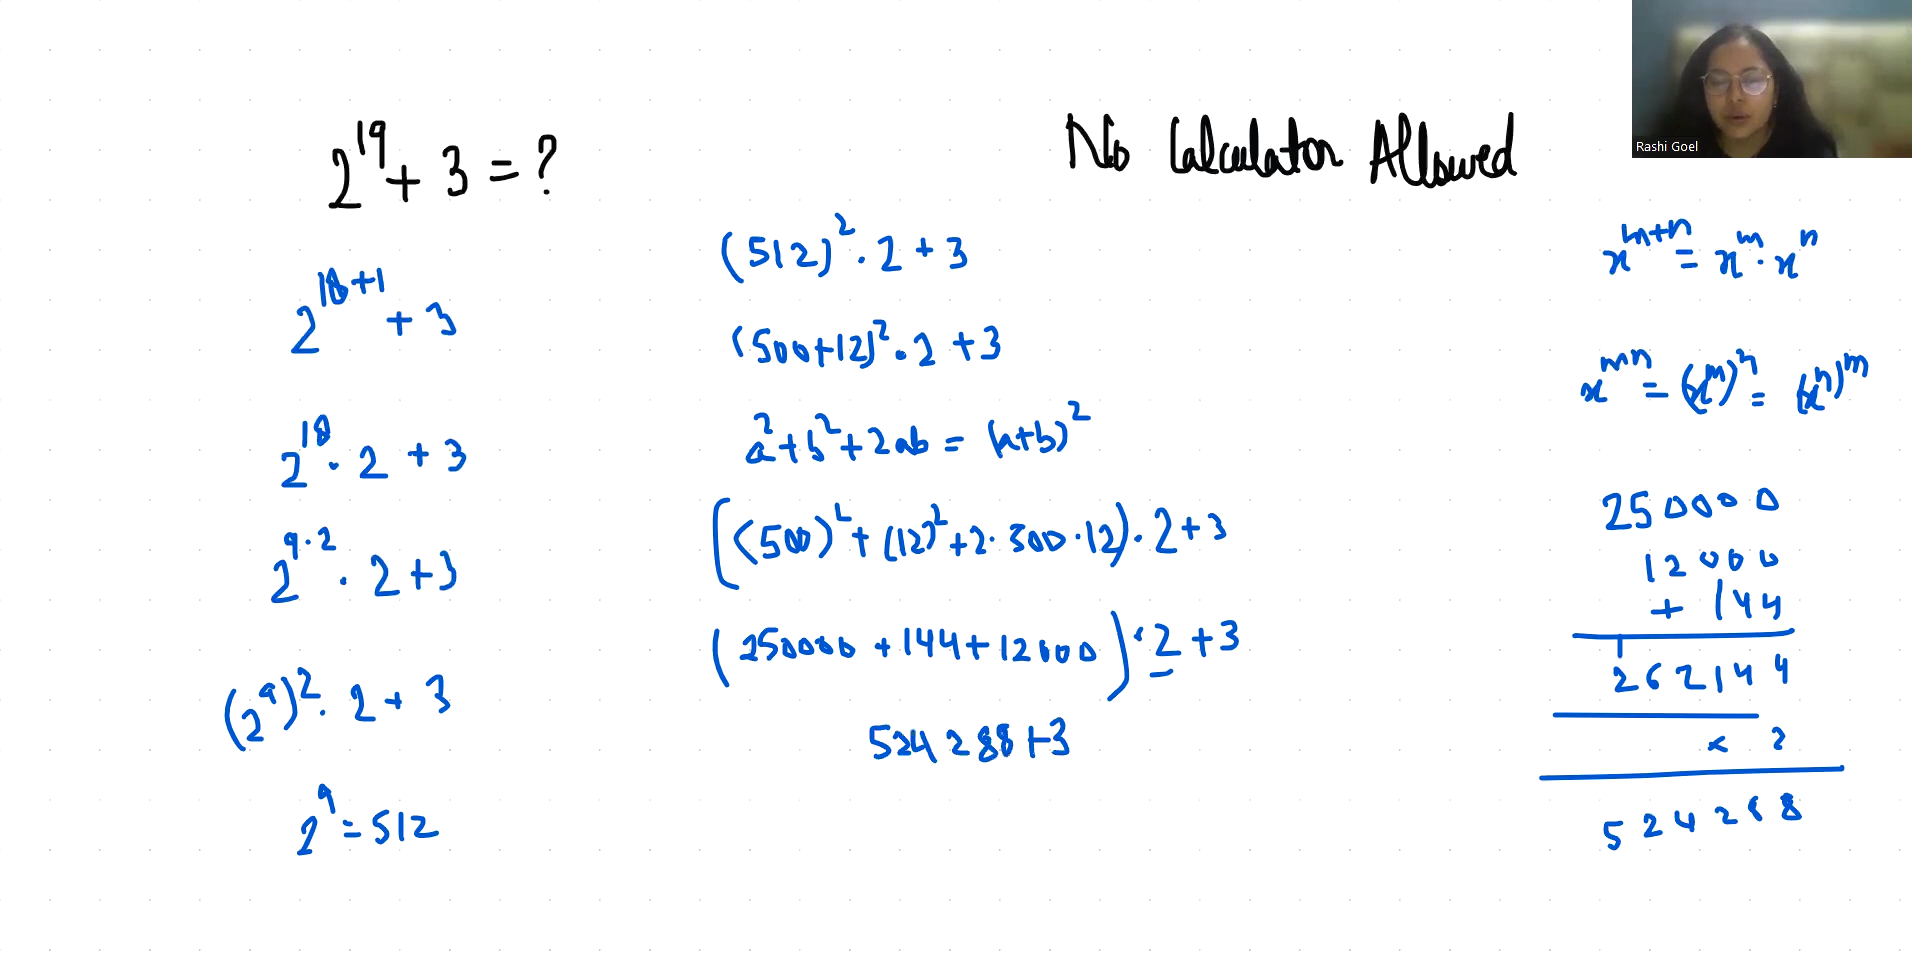 2^19 + 3 = ?
No Calculator Allowed
Rashi Goel
2^18+1 + 3
2^18 · 2 + 3
2^9·2 · 2 + 3
(2^9)^2 · 2 + 3
2^9 = 512
(512)^2 · 2 + 3
(500+12)^2 · 2 + 3
a^2 + b^2 + 2ab = (a+b)^2
((500)^2 + (12)^2 + 2 · 500 · 12) · 2 + 3
(250000 + 144 + 12000) · 2 + 3
524288 + 3
x^m+n = x^m · x^n
x^mn = (x^m)^n = (x^n)^m
250000
12000
+ 144
262144
× 2
524288